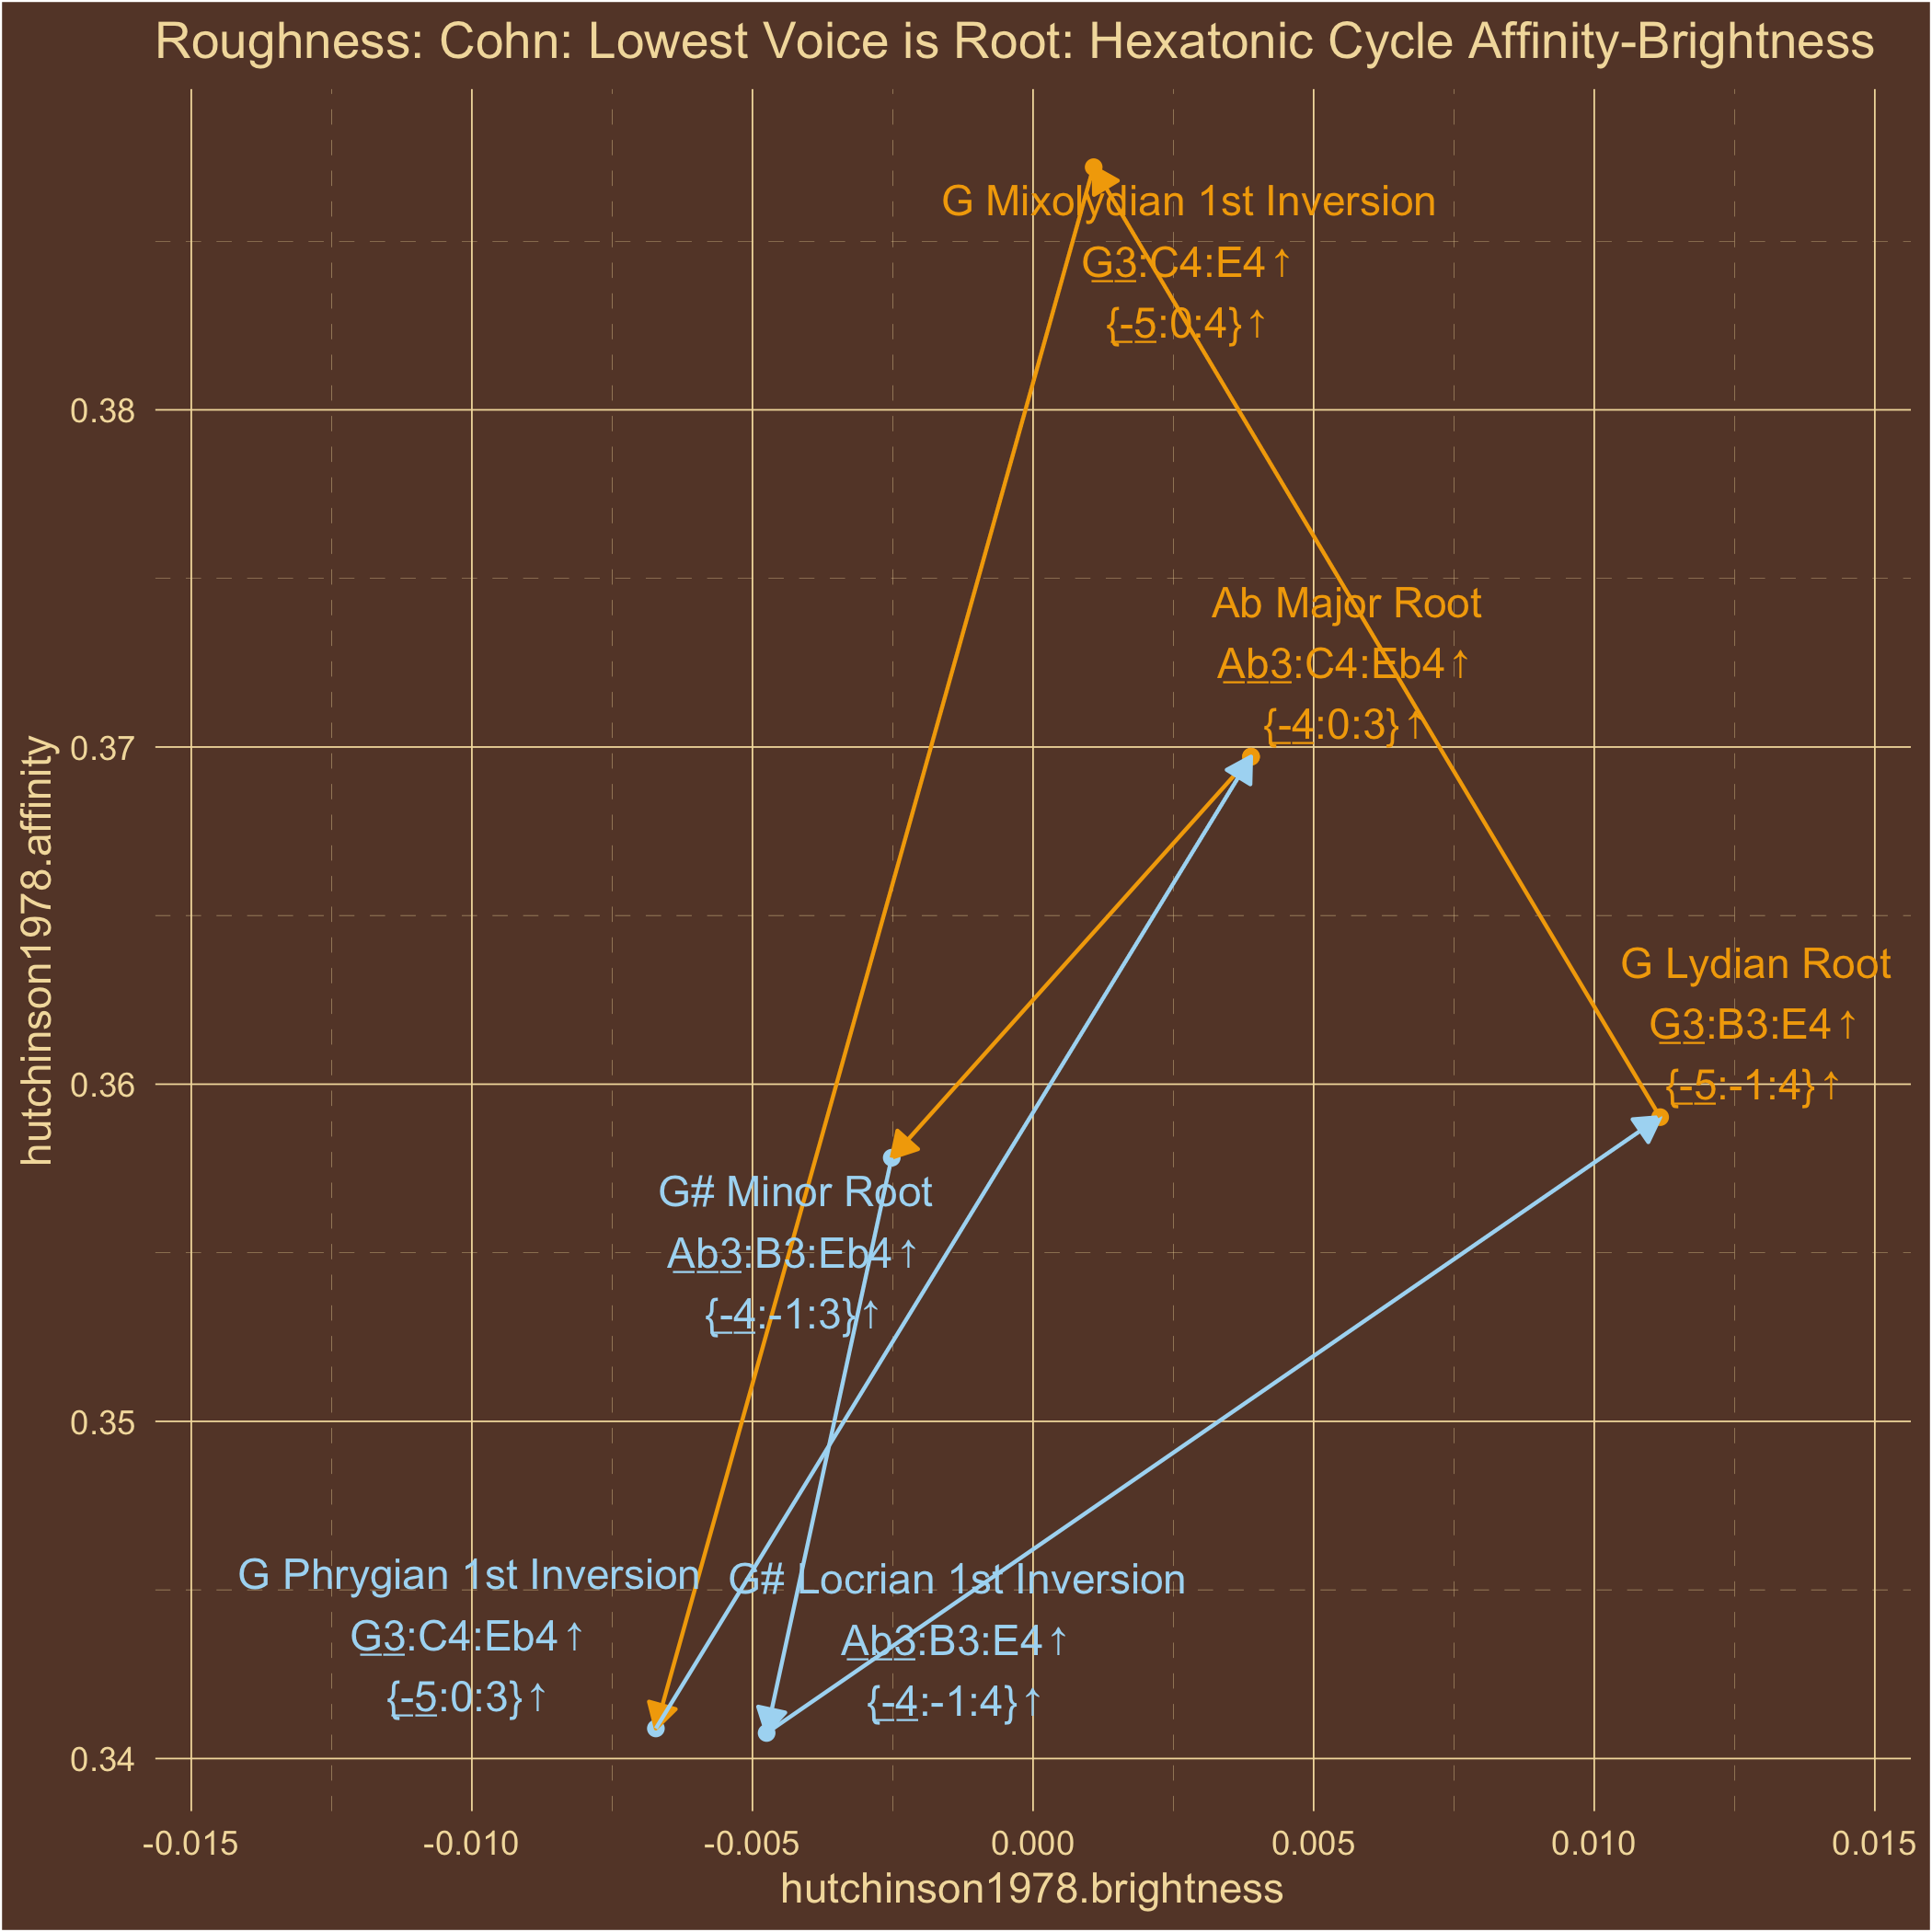 Roughness: Cohn: Lowest Voice is Root: Hexatonic Cycle Affinity-Brightness
G Mixolydian 1st Inversion
G3:C4:E4↑
{-5:0:4}↑
Ab Major Root
Ab3:C4:Eb4↑
{-4:0:3}↑
G Lydian Root
G3:B3:E4↑
{-5:-1:4}↑
G# Minor Root
Ab3:B3:Eb4↑
{-4:-1:3}↑
G Phrygian 1st Inversion
G3:C4:Eb4↑
{-5:0:3}↑
G# Locrian 1st Inversion
Ab3:B3:E4↑
{-4:-1:4}↑
hutchinson1978.affinity
0.38
0.37
0.36
0.35
0.34
-0.015
-0.010
-0.005
0.000
0.005
0.010
0.015
hutchinson1978.brightness